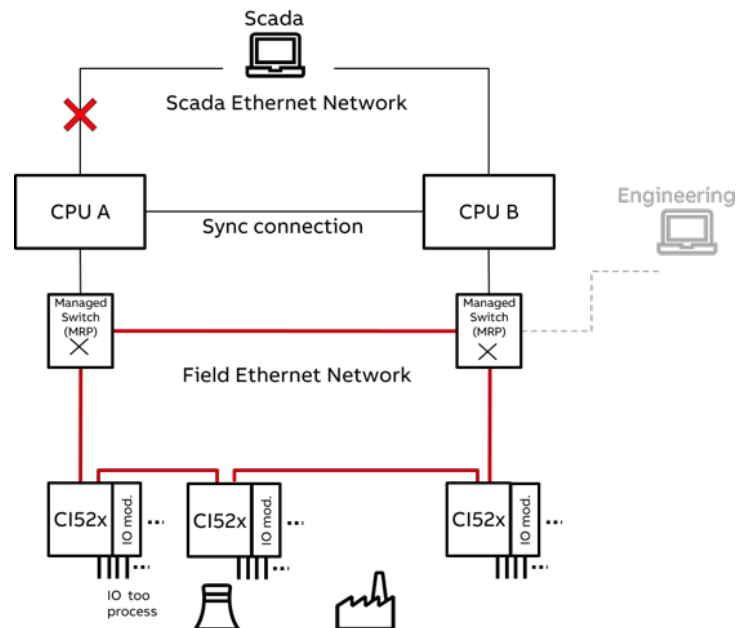 Scada
Scada Ethernet Network
CPU A
CPU B
Sync connection
Engineering
Managed
Switch
(MRP)
Managed
Switch
(MRP)
Field Ethernet Network
CI52x
IO mod.
CI52x
IO mod.
CI52x
IO mod.
IO too
process